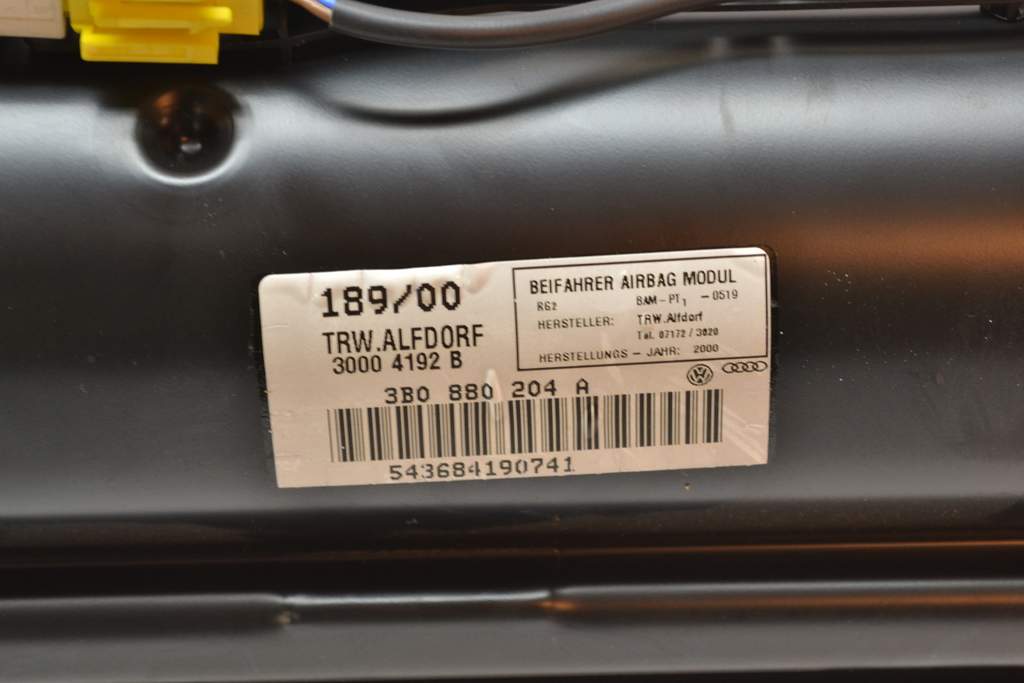 189/00
TRW.ALFDORF
3000 4192 B
BEIFAHRER AIRBAG MODUL
R62 BAM-PT1 -0519
HERSTELLER: TRW.Alfdorf
Tel. 07172/3020
HERSTELLUNGS - JAHR: 2000
3B0 880 204 A
543684190741